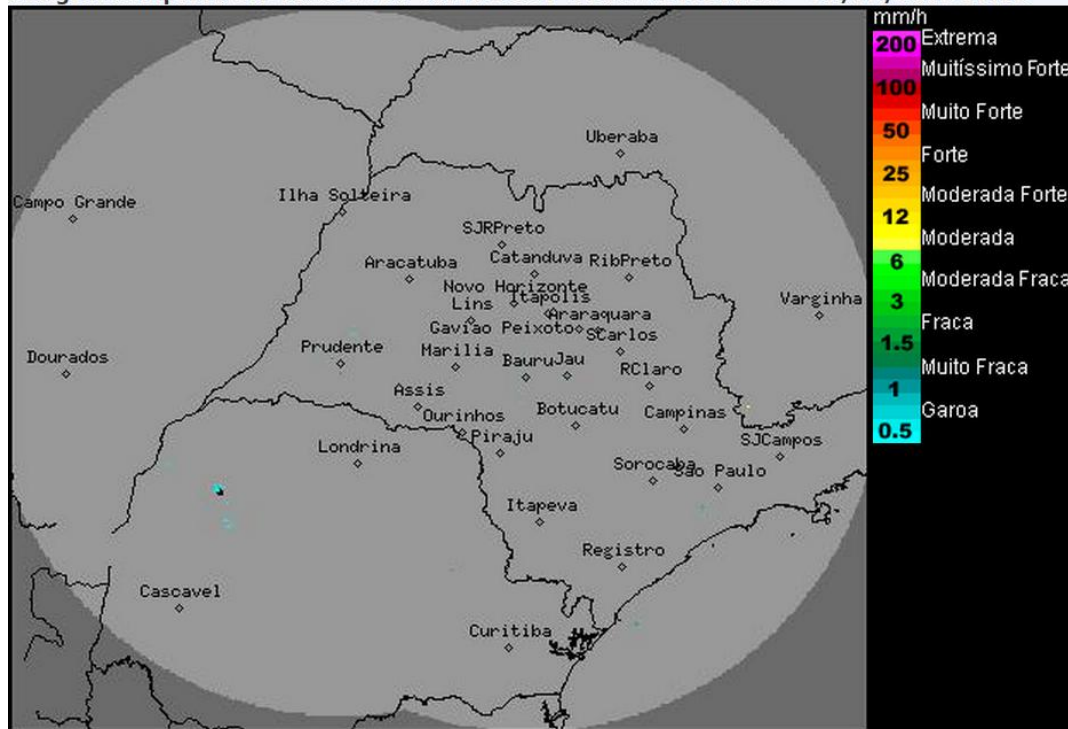 mm/h
200 Extrema
Muitíssimo Forte
100
Muito Forte
50
Forte
25
Moderada Forte
12
Moderada
6
Moderada Fraca
3
Fraca
1.5
Muito Fraca
1
Garoa
0.5
Uberaba
Campo Grande
Ilha Solteira
SJRPreto
Catanduva
RibPreto
Aracatuba
Novo Horizonte
Itapolis
Lins
Araraquara
Varginha
Gaviao Peixoto
SCarlos
Prudente
Marilia
Dourados
Bauru
Jau
RClaro
Assis
Ourinhos
Botucatu
Campinas
Piraju
SJCampos
Londrina
Sorocaba
Sao Paulo
Itapeva
Registro
Cascavel
Curitiba